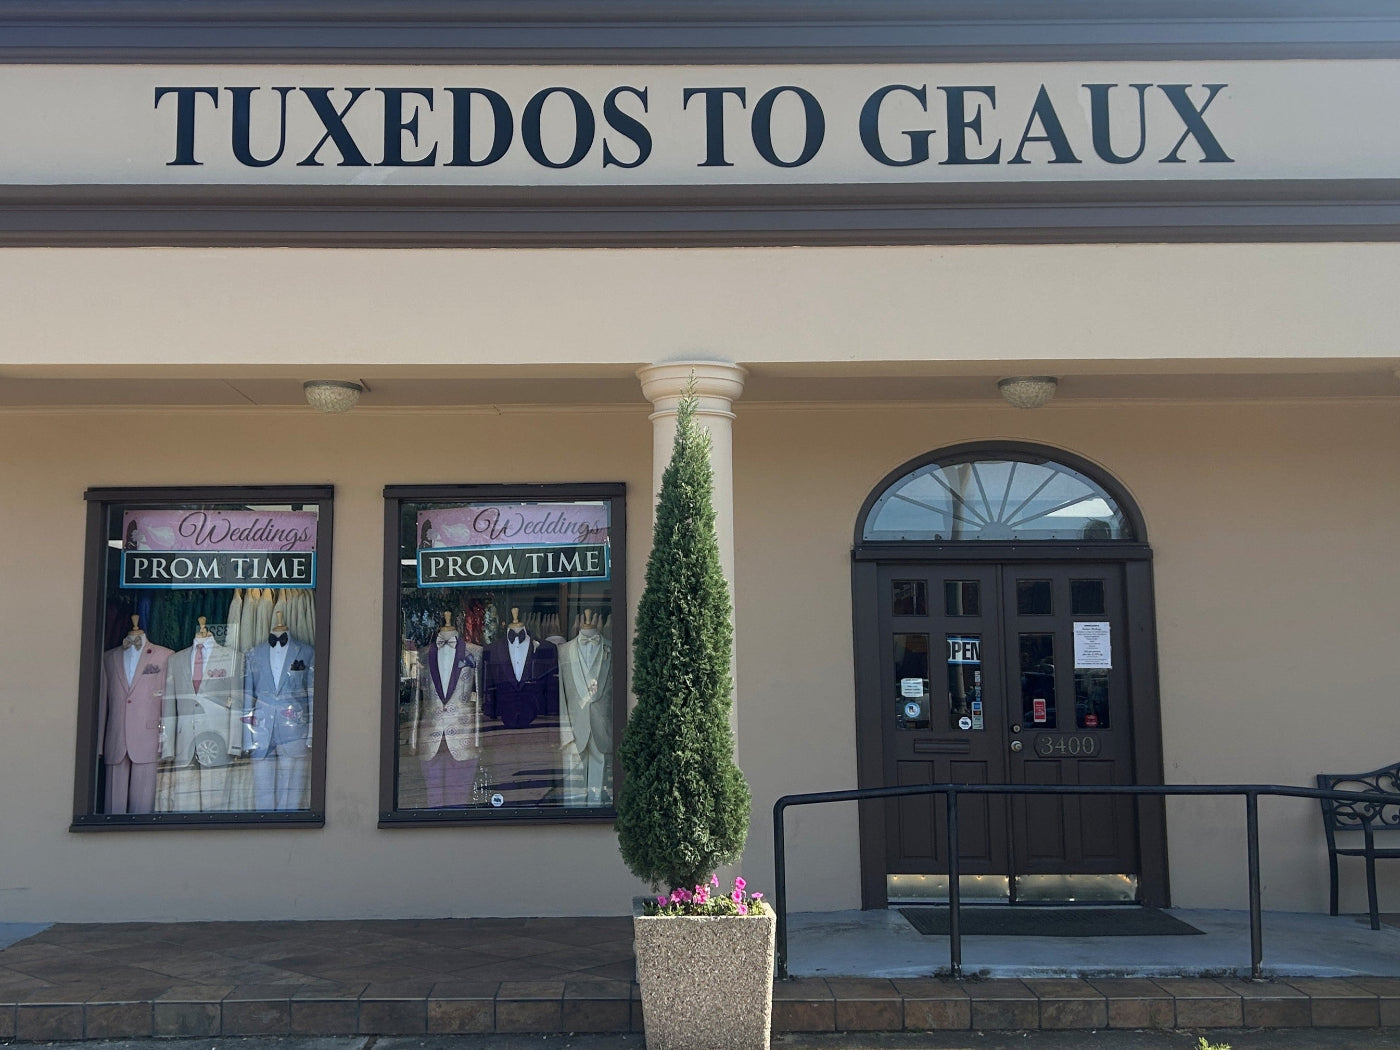 TUXEDOS TO GEAUX
Weddings
PROM TIME
Weddings
PROM TIME
OPEN
3400